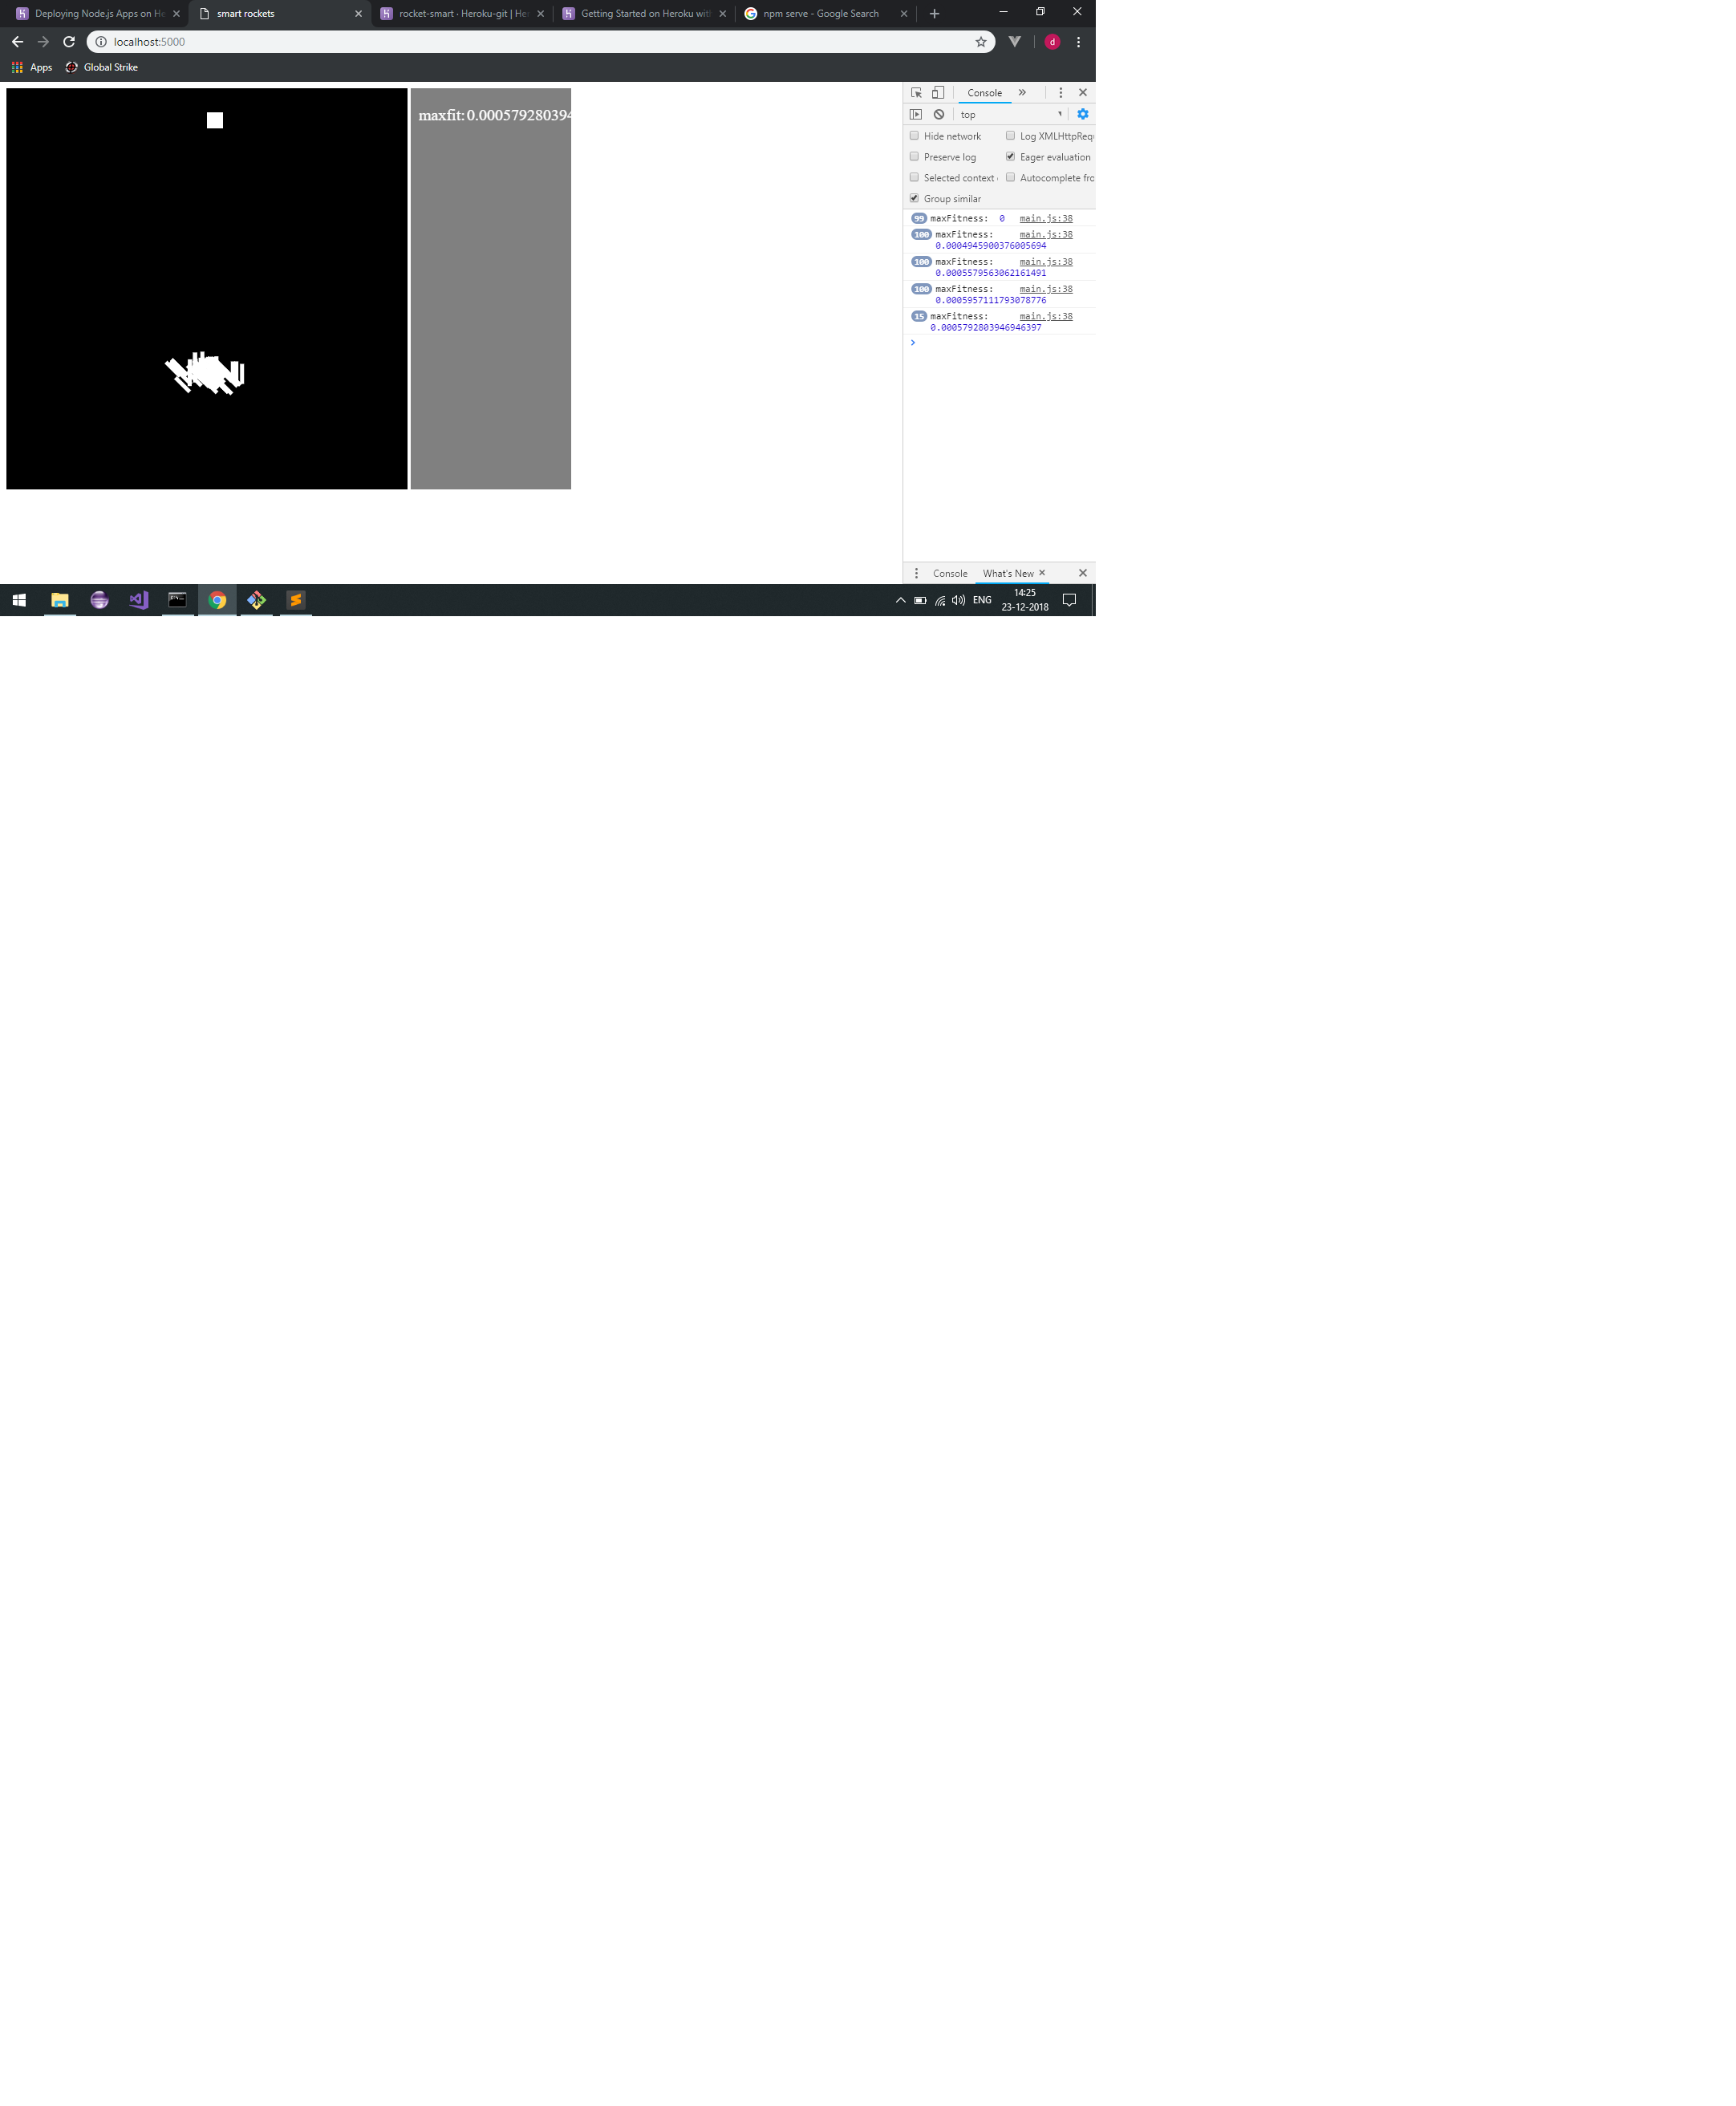 Deploying Node.js Apps on He
smart rockets
rocket-smart · Heroku-git | Her
Getting Started on Heroku with
npm serve - Google Search
localhost:5000
d
Apps
Global Strike
maxfit: 0.000579280394
Console
top
Hide network
Log XMLHttpRequ
Preserve log
Eager evaluation
Selected context
Autocomplete fro
Group similar
99 maxFitness: 0 main.js:38
100 maxFitness: main.js:38
0.0004945900376005694
100 maxFitness: main.js:38
0.0005579563062161491
100 maxFitness: main.js:38
0.0005957111793078776
15 maxFitness: main.js:38
0.0005792803946946397
Console
What's New
ENG
14:25
23-12-2018